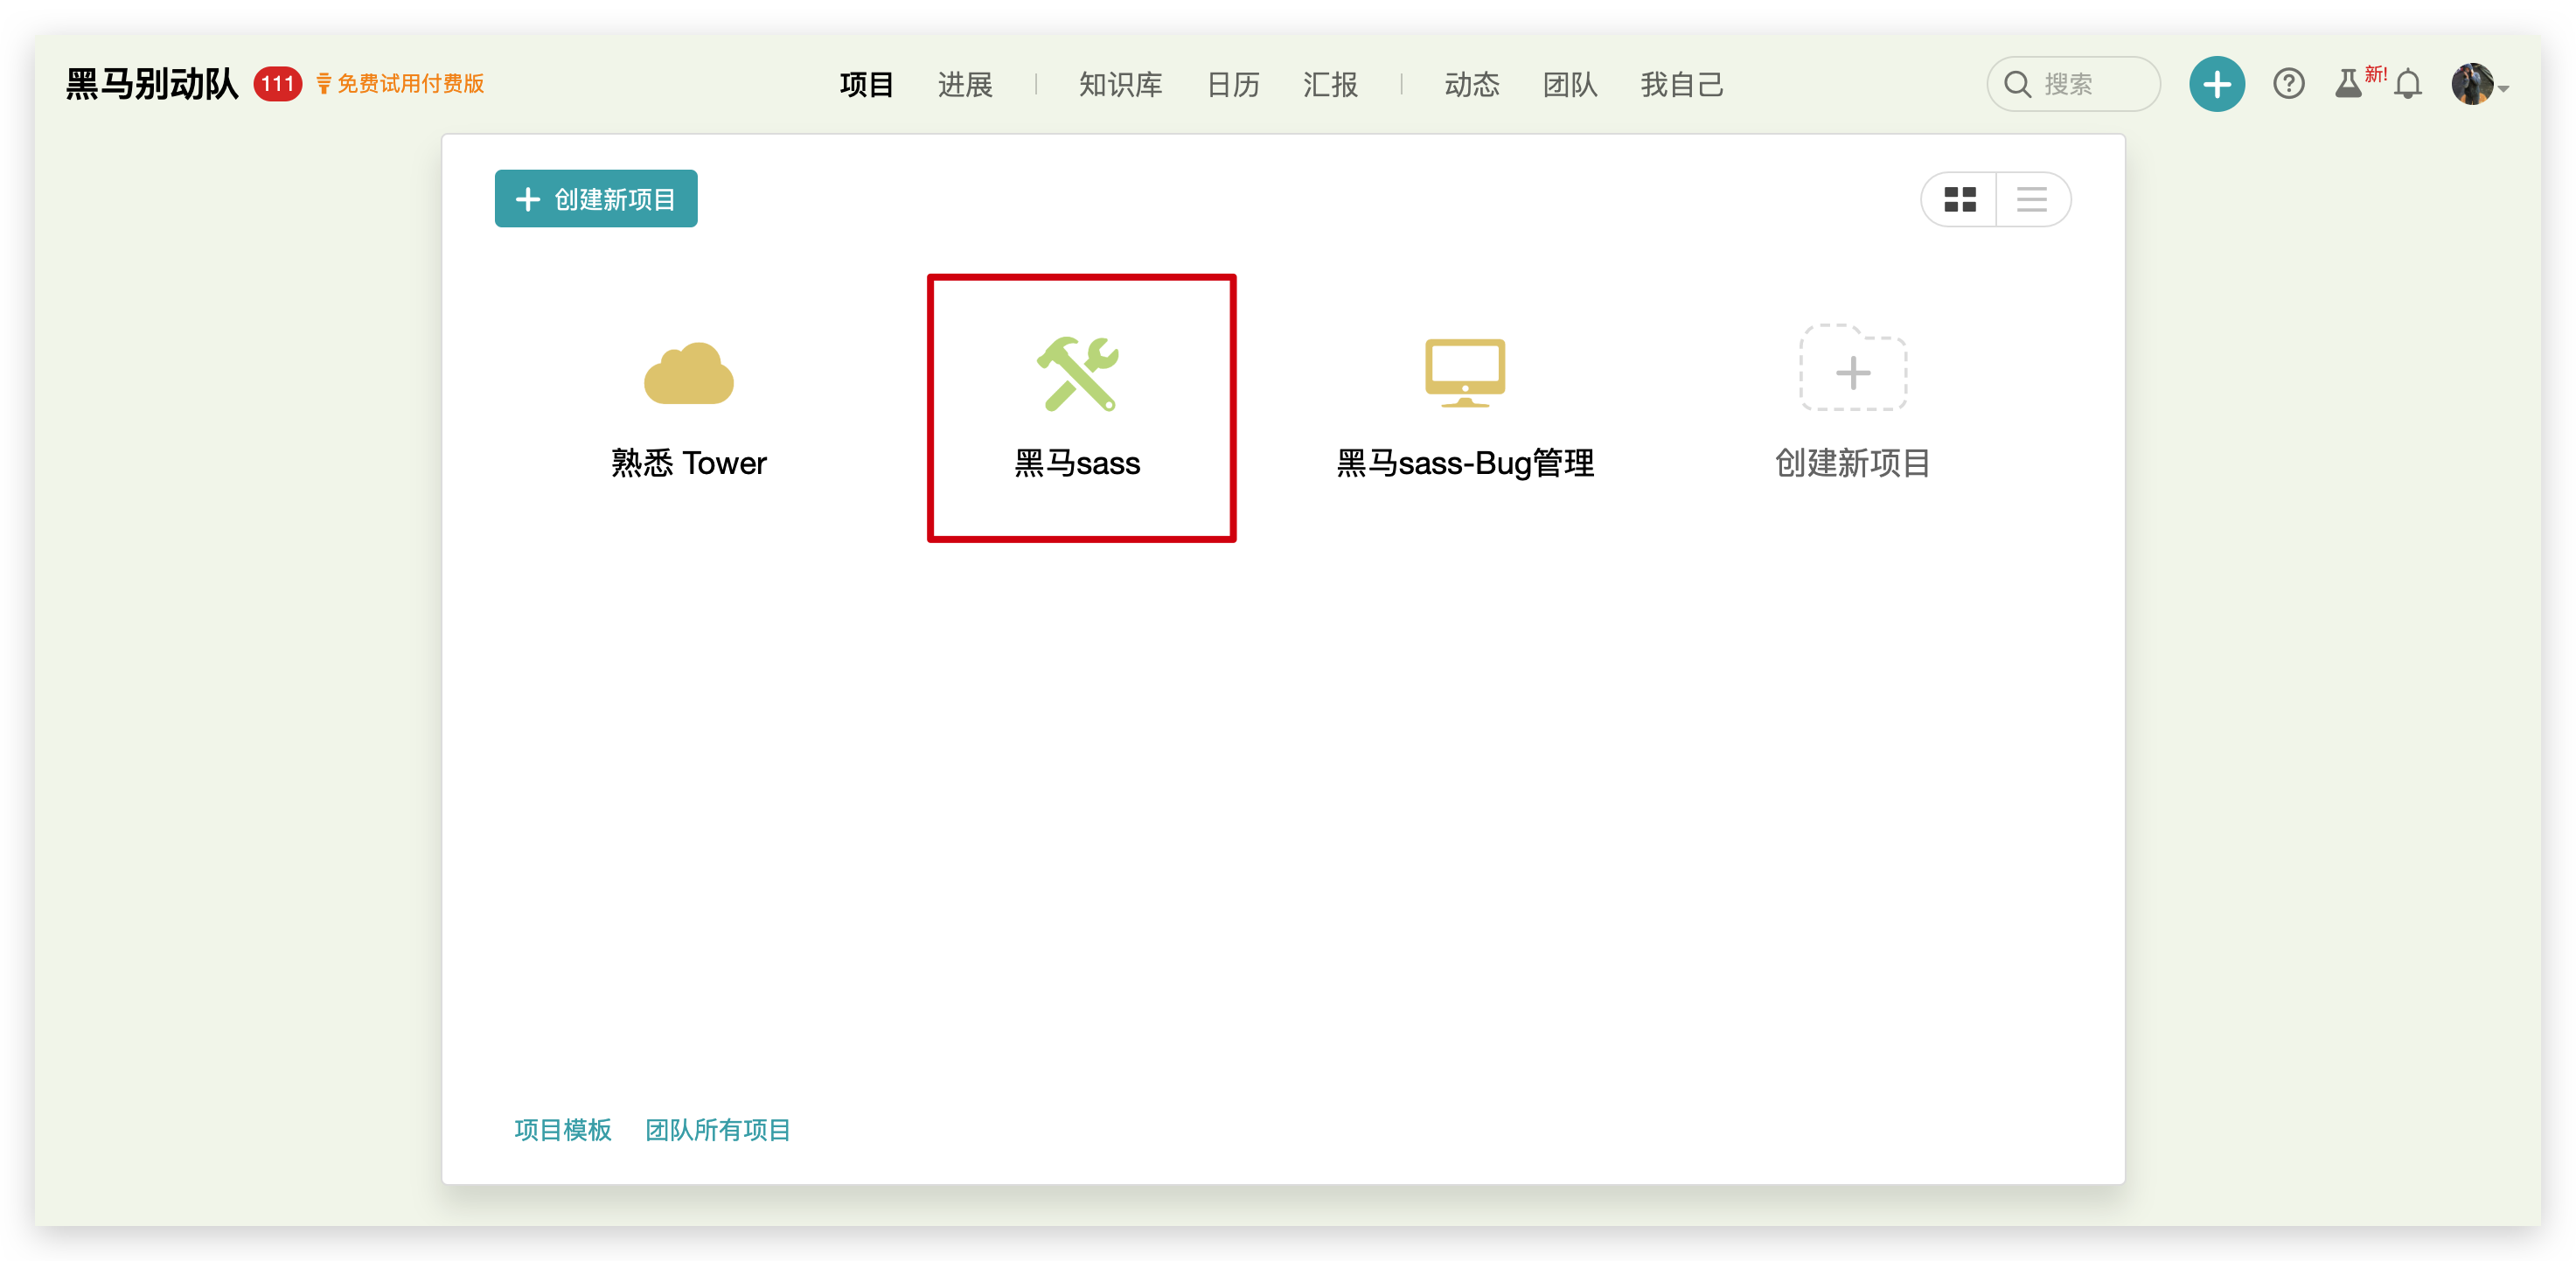 黑马别动队 111 免费试用付费版 项目 进展 知识库 日历 汇报 动态 团队 我自己 搜索 新!
创建新项目
熟悉 Tower 黑马sass 黑马sass-Bug管理 创建新项目
项目模板 团队所有项目